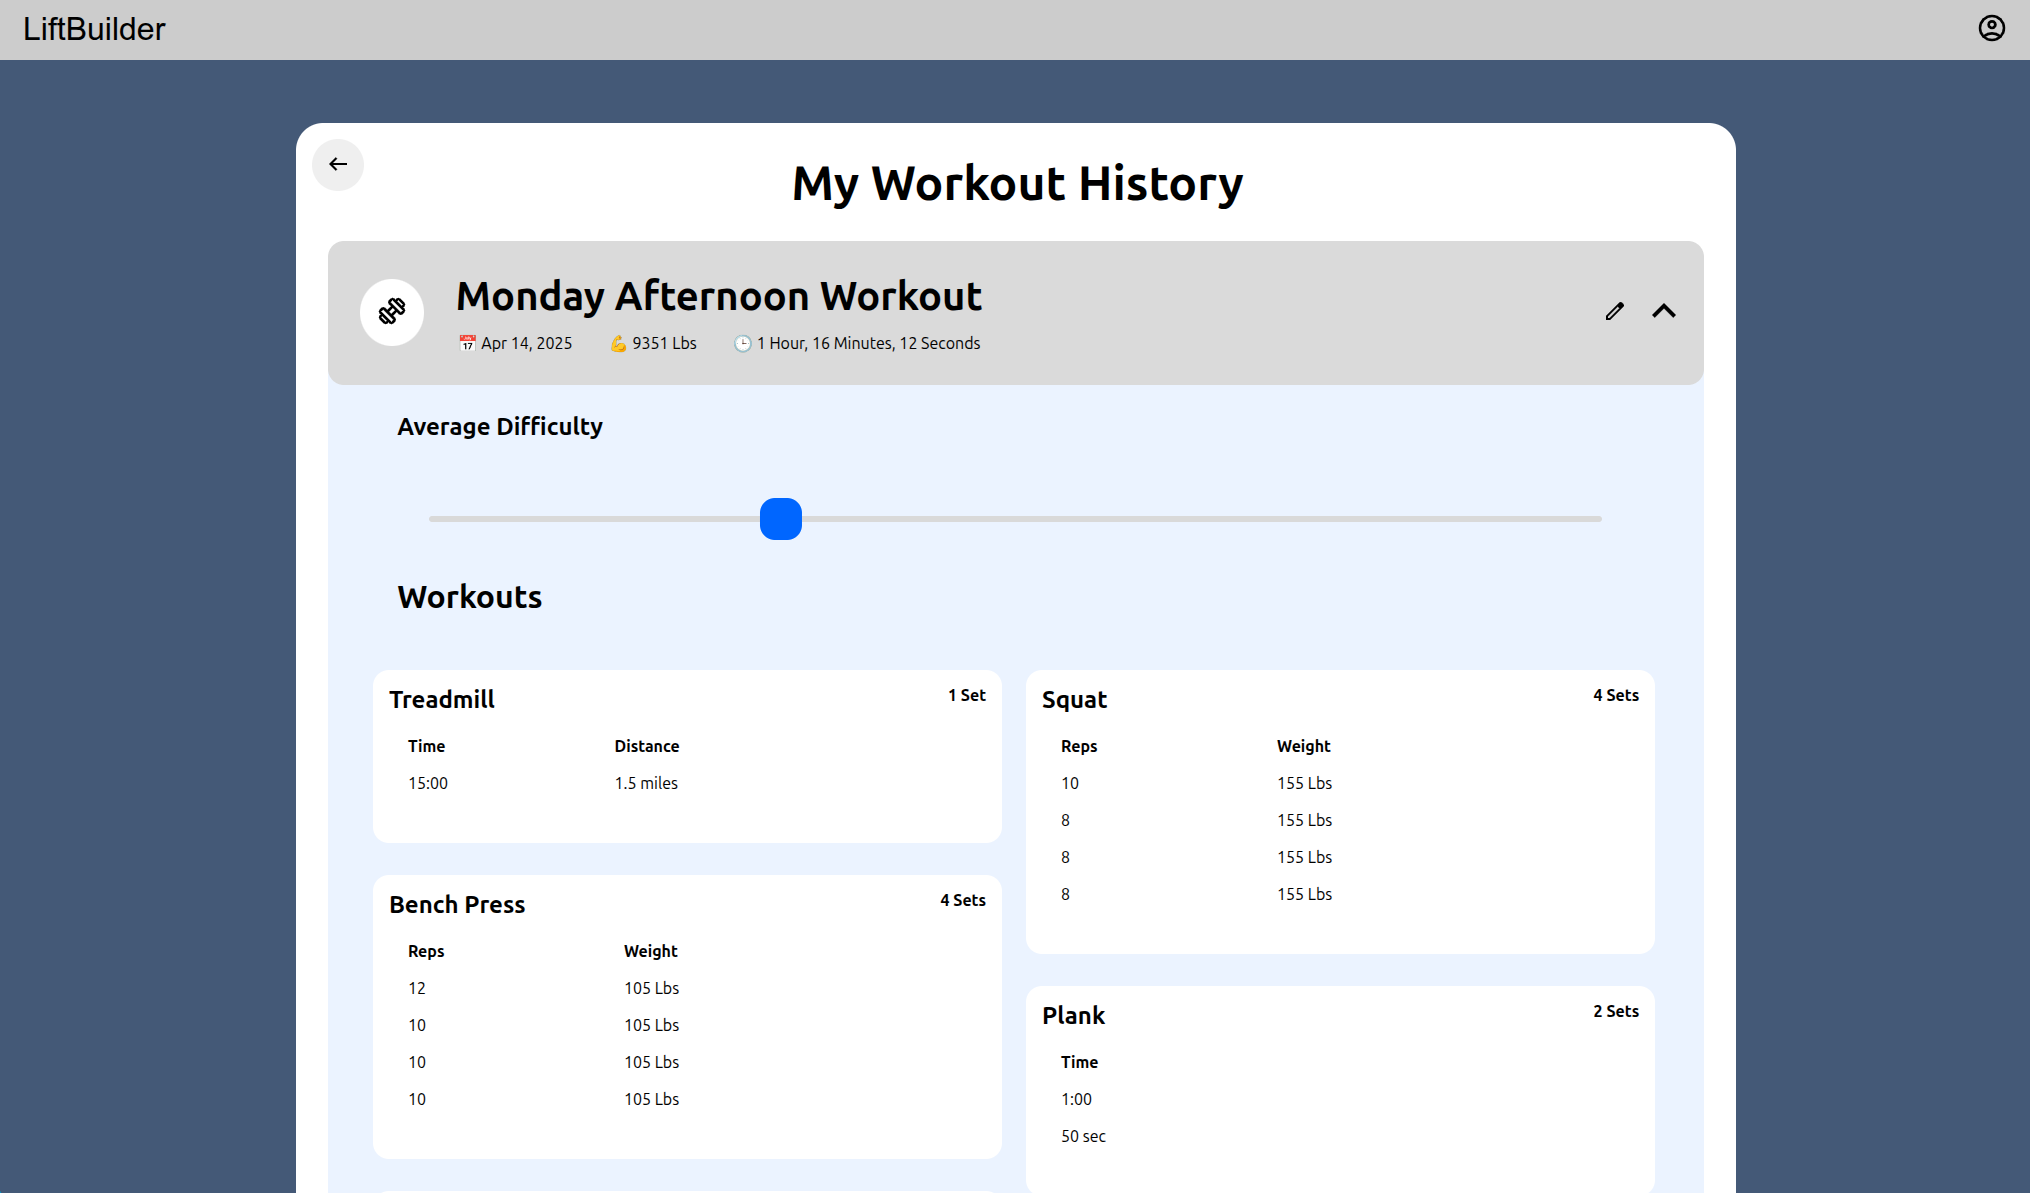 LiftBuilder
My Workout History
Monday Afternoon Workout
📅 Apr 14, 2025 💪 9351 Lbs 🕒 1 Hour, 16 Minutes, 12 Seconds
Average Difficulty
Workouts
Treadmill 1 Set
Time Distance
15:00 1.5 miles
Bench Press 4 Sets
Reps Weight
12 105 Lbs
10 105 Lbs
10 105 Lbs
10 105 Lbs
Squat 4 Sets
Reps Weight
10 155 Lbs
8 155 Lbs
8 155 Lbs
8 155 Lbs
Plank 2 Sets
Time
1:00
50 sec